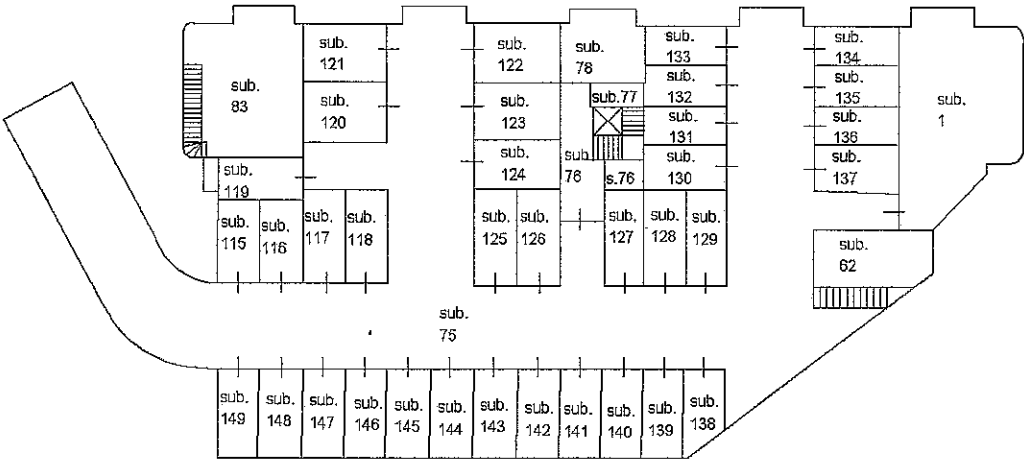 sub.
121
sub.
122
sub.
78
sub.
133
sub.
134
sub.
83
sub.
120
sub.
123
sub.77
sub.
132
sub.
135
sub.
1
sub.
131
sub.
136
sub.
124
sub
76
s.76
sub.
130
sub.
137
sub.
119
sub.
115
sub.
116
sub.
117
sub.
118
sub.
125
sub.
126
sub.
127
sub.
128
sub.
129
sub.
62
sub.
75
sub.
149
sub.
148
sub.
147
sub.
146
sub.
145
sub.
144
sub.
143
sub.
142
sub.
141
sub.
140
sub.
139
sub.
138